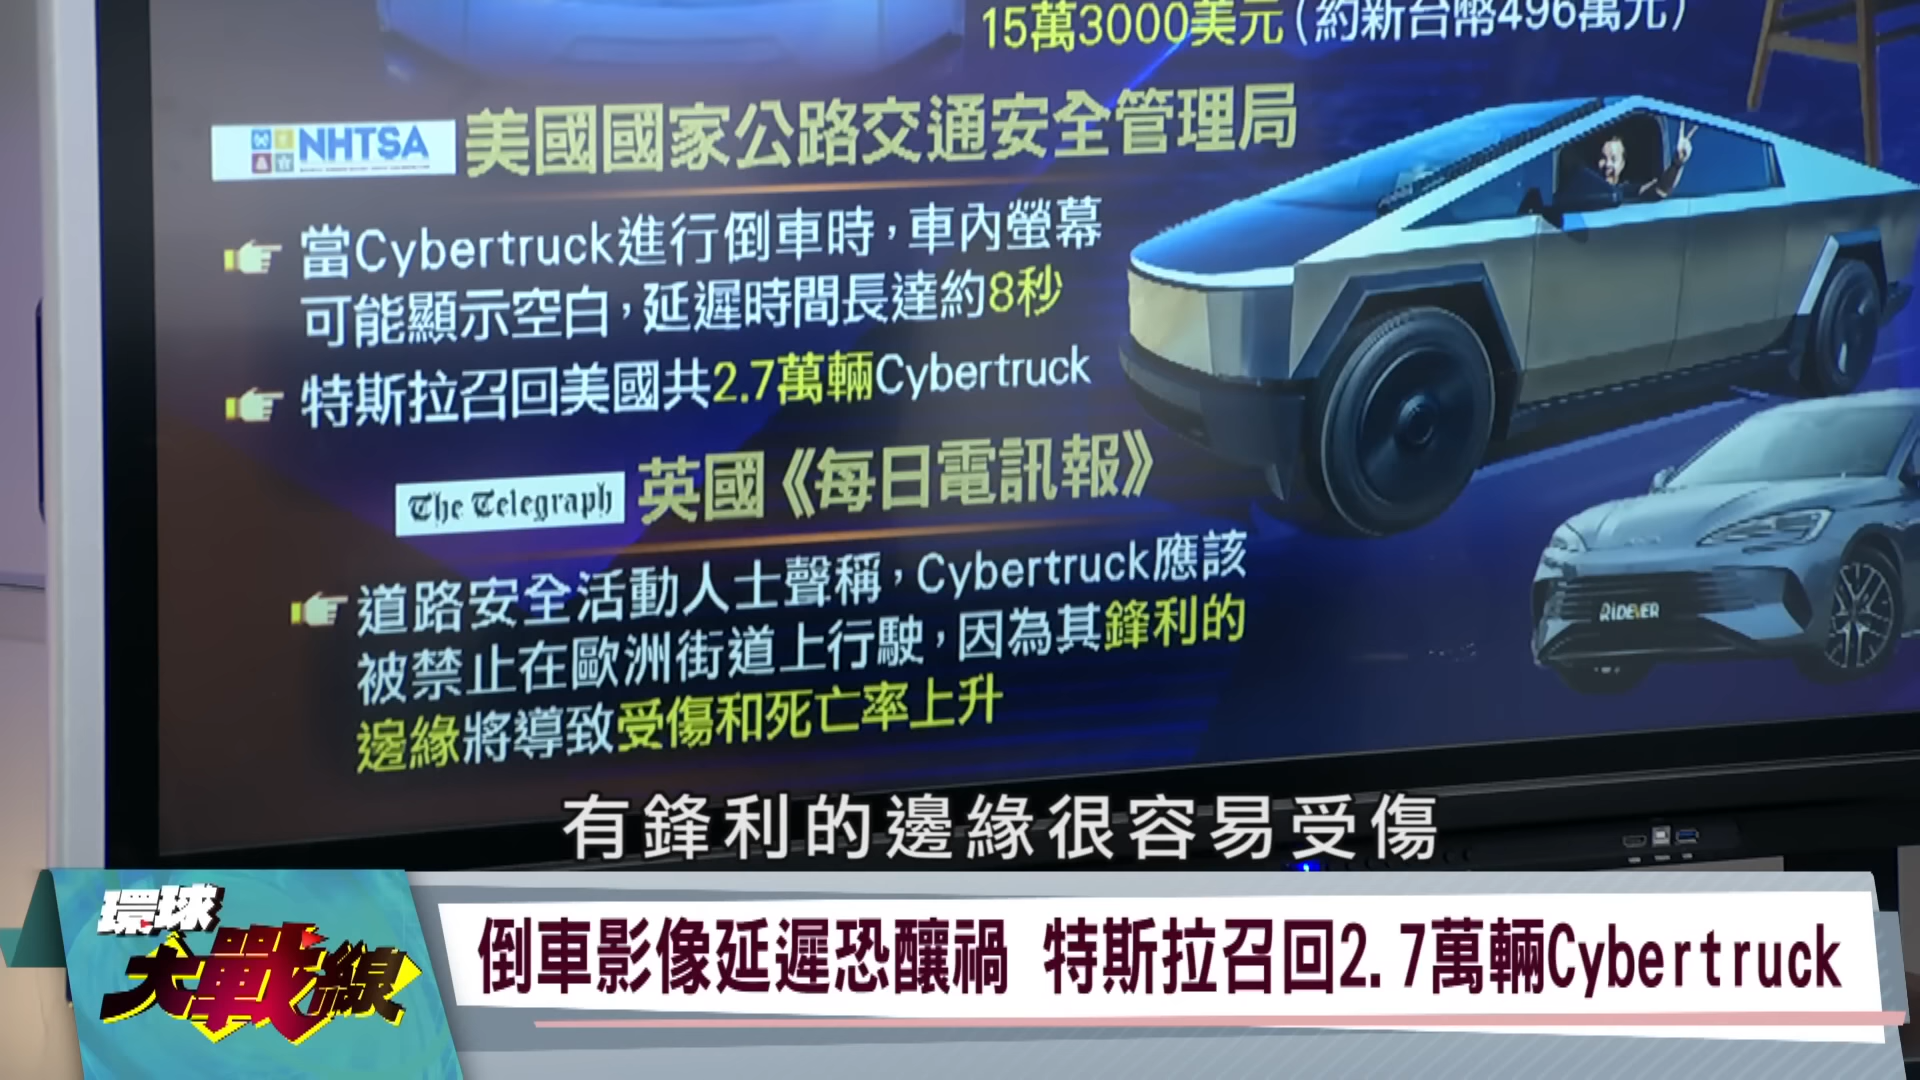 15萬3000美元(約新台幣496萬元)
NHTSA 美國國家公路交通安全管理局
當Cybertruck進行倒車時,車內螢幕
可能顯示空白,延遲時間長達約8秒
特斯拉召回美國共2.7萬輛Cybertruck
The Telegraph 英國《每日電訊報》
道路安全活動人士聲稱,Cybertruck應該
被禁止在歐洲街道上行駛,因為其鋒利的
邊緣將導致受傷和死亡率上升
RiDEVER
有鋒利的邊緣很容易受傷
環球
大戰線
倒車影像延遲恐釀禍 特斯拉召回2.7萬輛Cybertruck